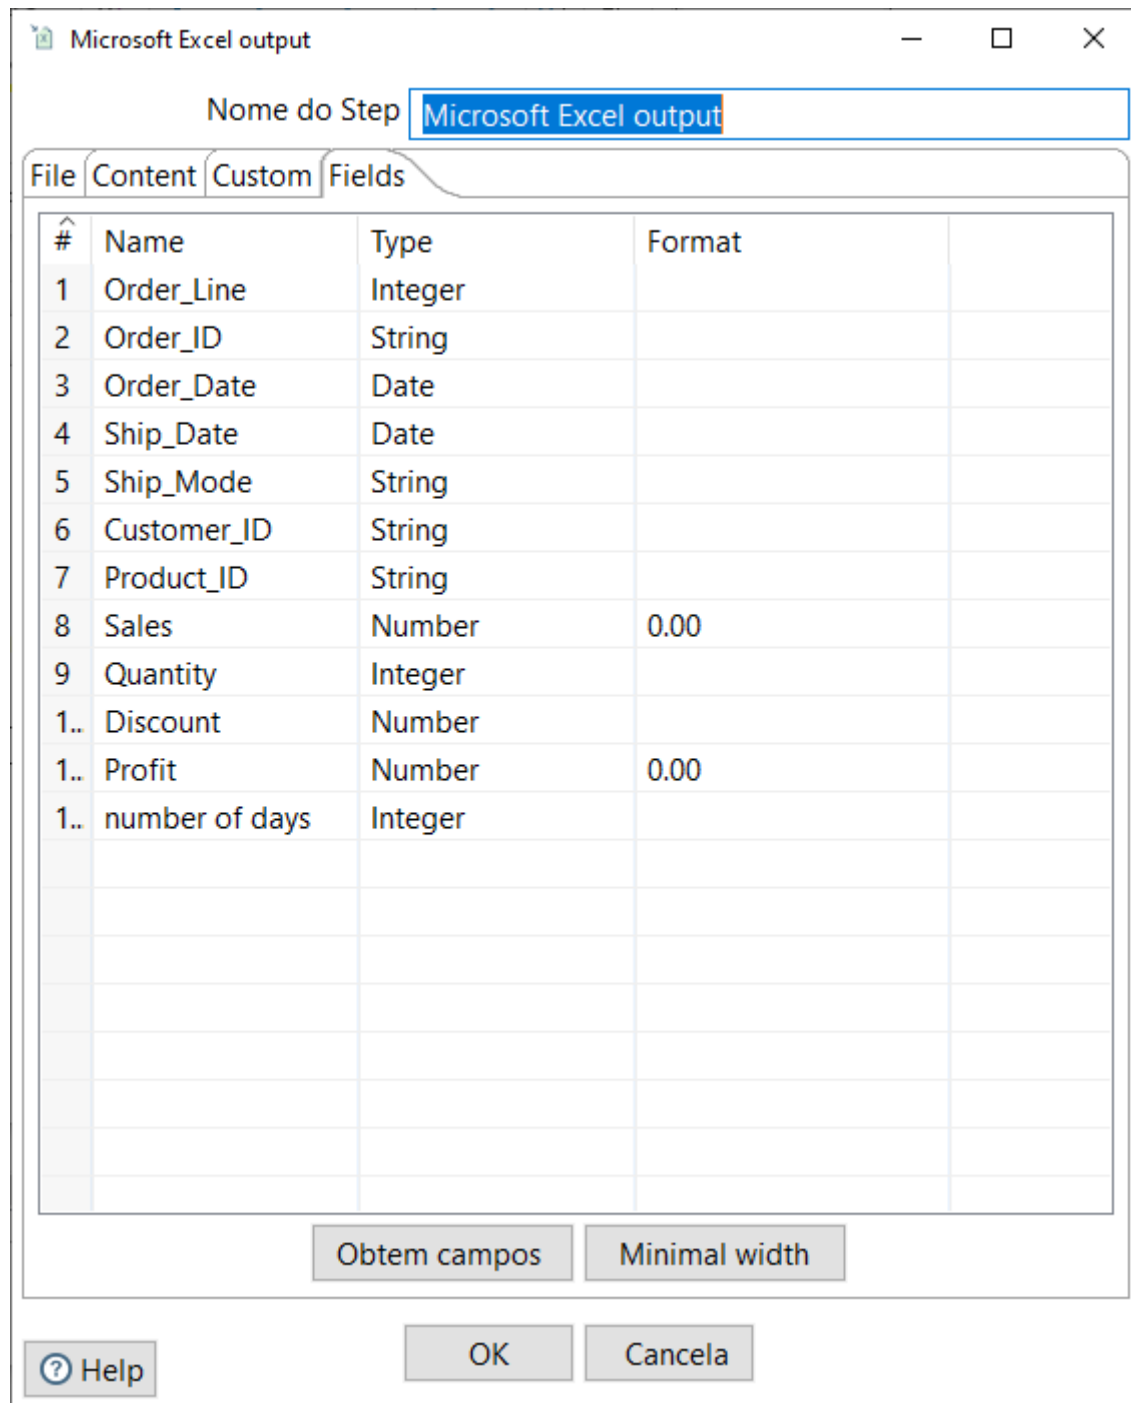 Microsoft Excel output
Nome do Step Microsoft Excel output
File Content Custom Fields
# Name Type Format
1 Order_Line Integer
2 Order_ID String
3 Order_Date Date
4 Ship_Date Date
5 Ship_Mode String
6 Customer_ID String
7 Product_ID String
8 Sales Number 0.00
9 Quantity Integer
1.. Discount Number
1.. Profit Number 0.00
1.. number of days Integer
Obtem campos Minimal width
OK Cancela
Help